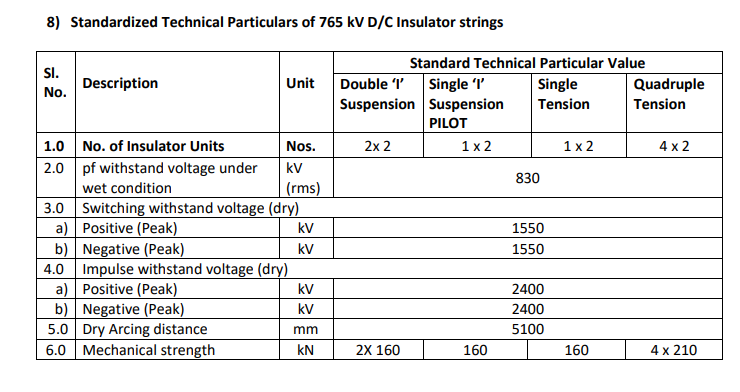 8) Standardized Technical Particulars of 765 kV D/C Insulator strings
Sl. No. Description Unit Standard Technical Particular Value
Double ‘I’ Suspension Single ‘I’ Suspension PILOT Single Tension Quadruple Tension
1.0 No. of Insulator Units Nos. 2x 2 1 x 2 1 x 2 4 x 2
2.0 pf withstand voltage under wet condition kV (rms) 830
3.0 Switching withstand voltage (dry)
a) Positive (Peak) kV 1550
b) Negative (Peak) kV 1550
4.0 Impulse withstand voltage (dry)
a) Positive (Peak) kV 2400
b) Negative (Peak) kV 2400
5.0 Dry Arcing distance mm 5100
6.0 Mechanical strength kN 2X 160 160 160 4 x 210